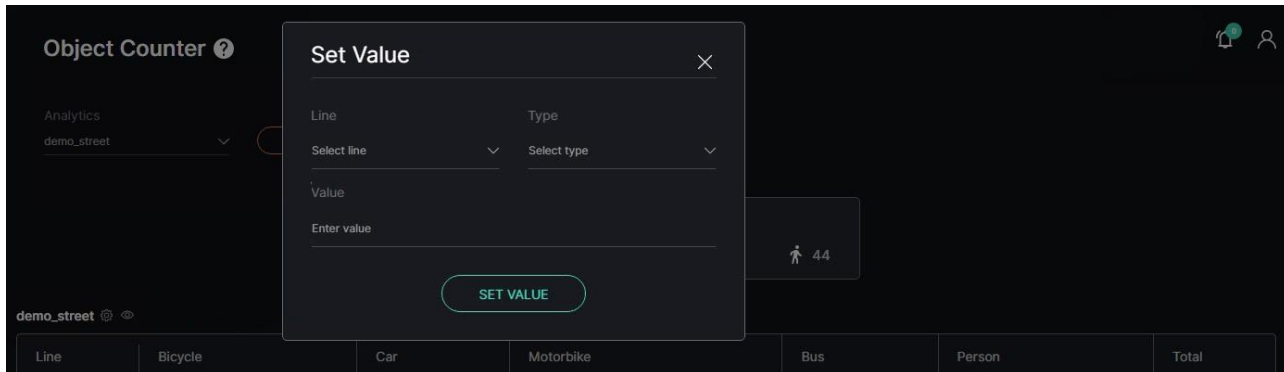 Object Counter ?
0
Set Value
Analytics
demo_street
Line
Type
Select line
Select type
Value
Enter value
44
SET VALUE
demo_street
Line Bicycle Car Motorbike Bus Person Total